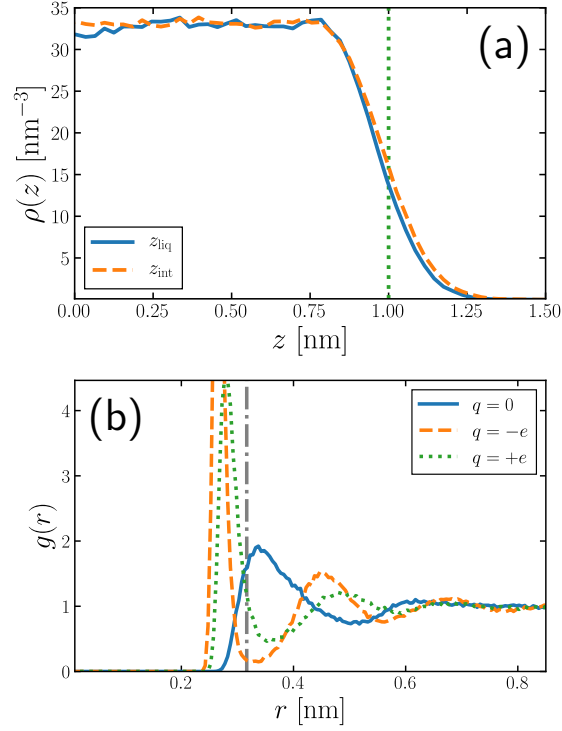 (a)
ρ(z) [nm⁻³]
35
30
25
20
15
10
5
z_liq
z_int
0.00 0.25 0.50 0.75 1.00 1.25 1.50
z [nm]
(b)
g(r)
4
3
2
1
0
q = 0
q = −e
q = +e
0.2 0.4 0.6 0.8
r [nm]